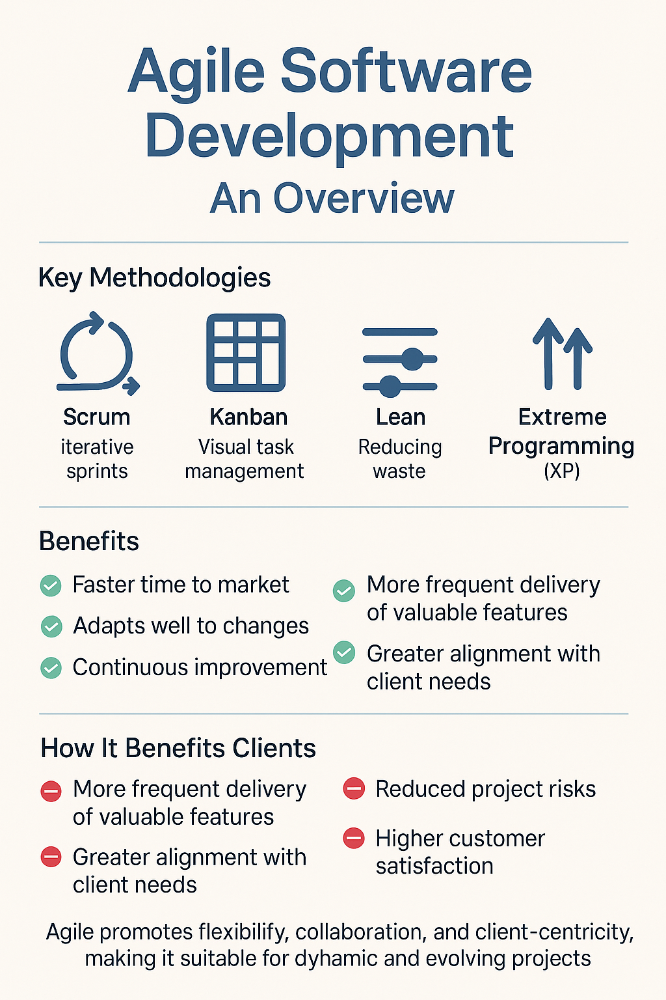 Agile Software
Development
An Overview
Key Methodologies
Scrum
iterative
sprints
Kanban
Visual task
management
Lean
Reducing
waste
Extreme
Programming
(XP)
Benefits
Faster time to market
Adapts well to changes
Continuous improvement
More frequent delivery
of valuable features
Greater alignment with
client needs
How It Benefits Clients
More frequent delivery
of valuable features
Greater alignment with
client needs
Reduced project risks
Higher customer
satisfaction
Agile promotes flexibilify, collaboration, and client-centricity,
making it suitable for dyhamic and evolving projects